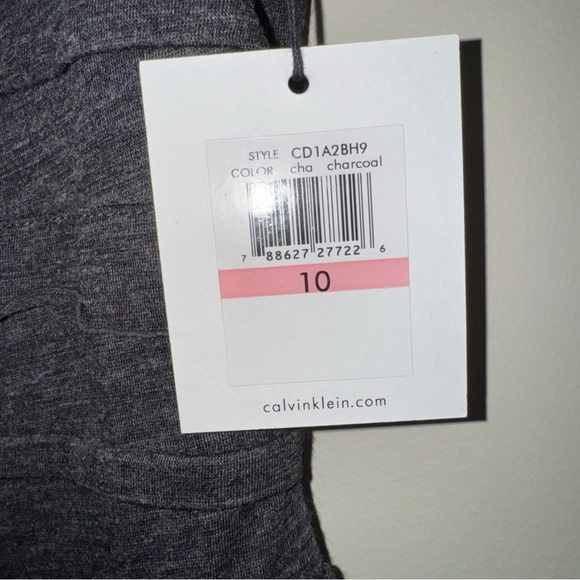 STYLE CD1A2BH9
COLOR cha charcoal
7 88627 27722 6
10
calvinklein.com